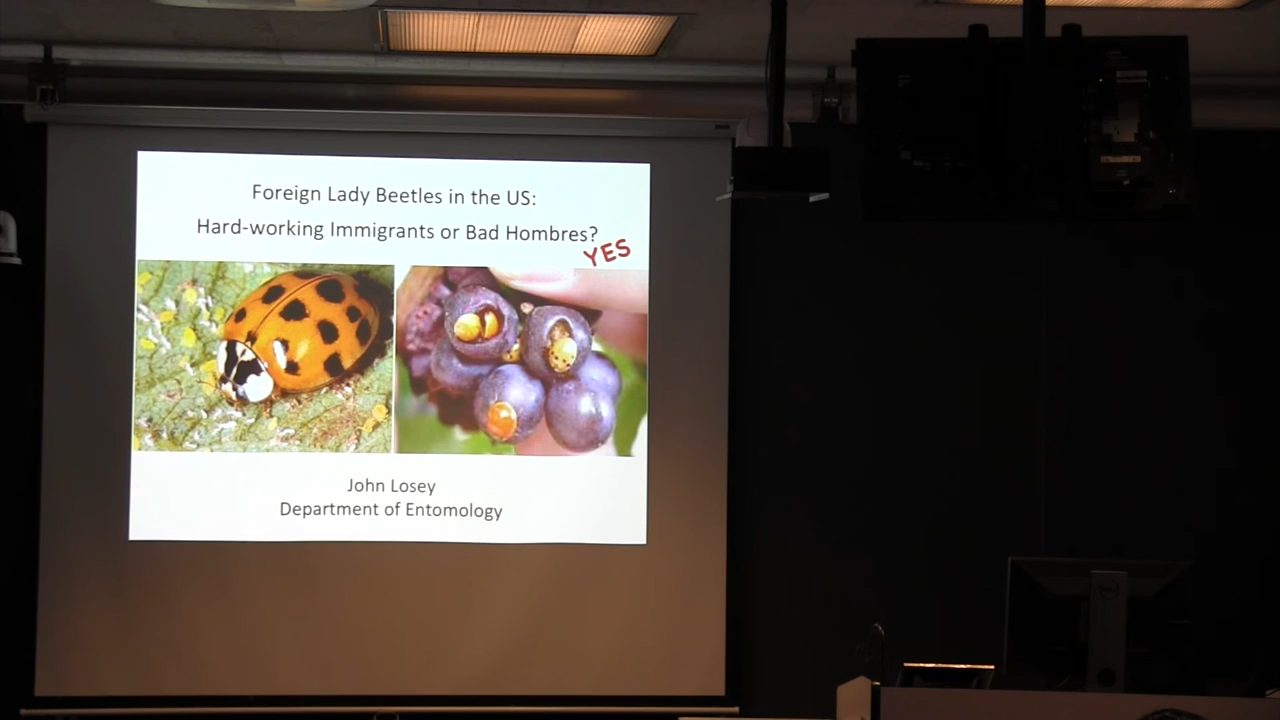 Foreign Lady Beetles in the US:
Hard-working Immigrants or Bad Hombres?
YES
John Losey
Department of Entomology